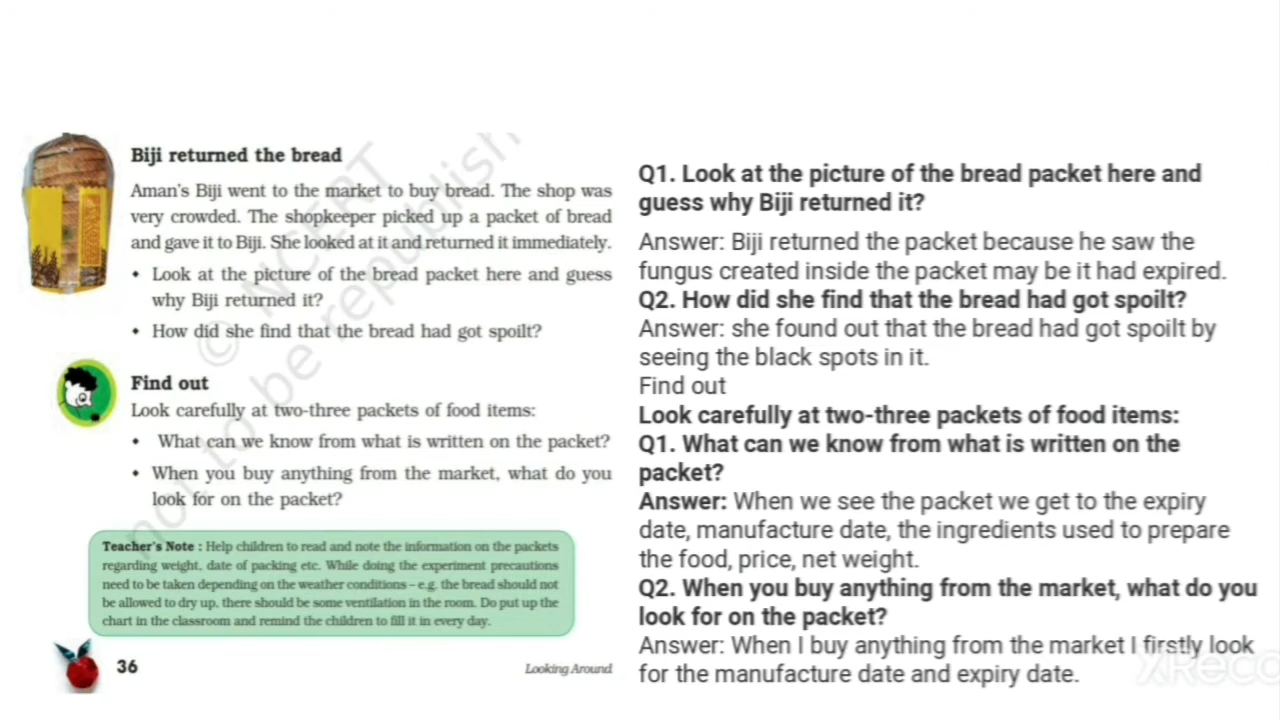 Biji returned the bread
Aman's Biji went to the market to buy bread. The shop was
very crowded. The shopkeeper picked up a packet of bread
and gave it to Biji. She looked at it and returned it immediately.
• Look at the picture of the bread packet here and guess
why Biji returned it?
• How did she find that the bread had got spoilt?
Find out
Look carefully at two-three packets of food items:
• What can we know from what is written on the packet?
• When you buy anything from the market, what do you
look for on the packet?
Teacher's Note : Help children to read and note the information on the packets
regarding weight, date of packing etc. While doing the experiment precautions
need to be taken depending on the weather conditions – e.g. the bread should not
be allowed to dry up, there should be some ventilation in the room. Do put up the
chart in the classroom and remind the children to fill it in every day.
36
Looking Around
© NCERT
not to be republish
Q1. Look at the picture of the bread packet here and
guess why Biji returned it?
Answer: Biji returned the packet because he saw the
fungus created inside the packet may be it had expired.
Q2. How did she find that the bread had got spoilt?
Answer: she found out that the bread had got spoilt by
seeing the black spots in it.
Find out
Look carefully at two-three packets of food items:
Q1. What can we know from what is written on the
packet?
Answer: When we see the packet we get to the expiry
date, manufacture date, the ingredients used to prepare
the food, price, net weight.
Q2. When you buy anything from the market, what do you
look for on the packet?
Answer: When I buy anything from the market I firstly look
for the manufacture date and expiry date.
XReco